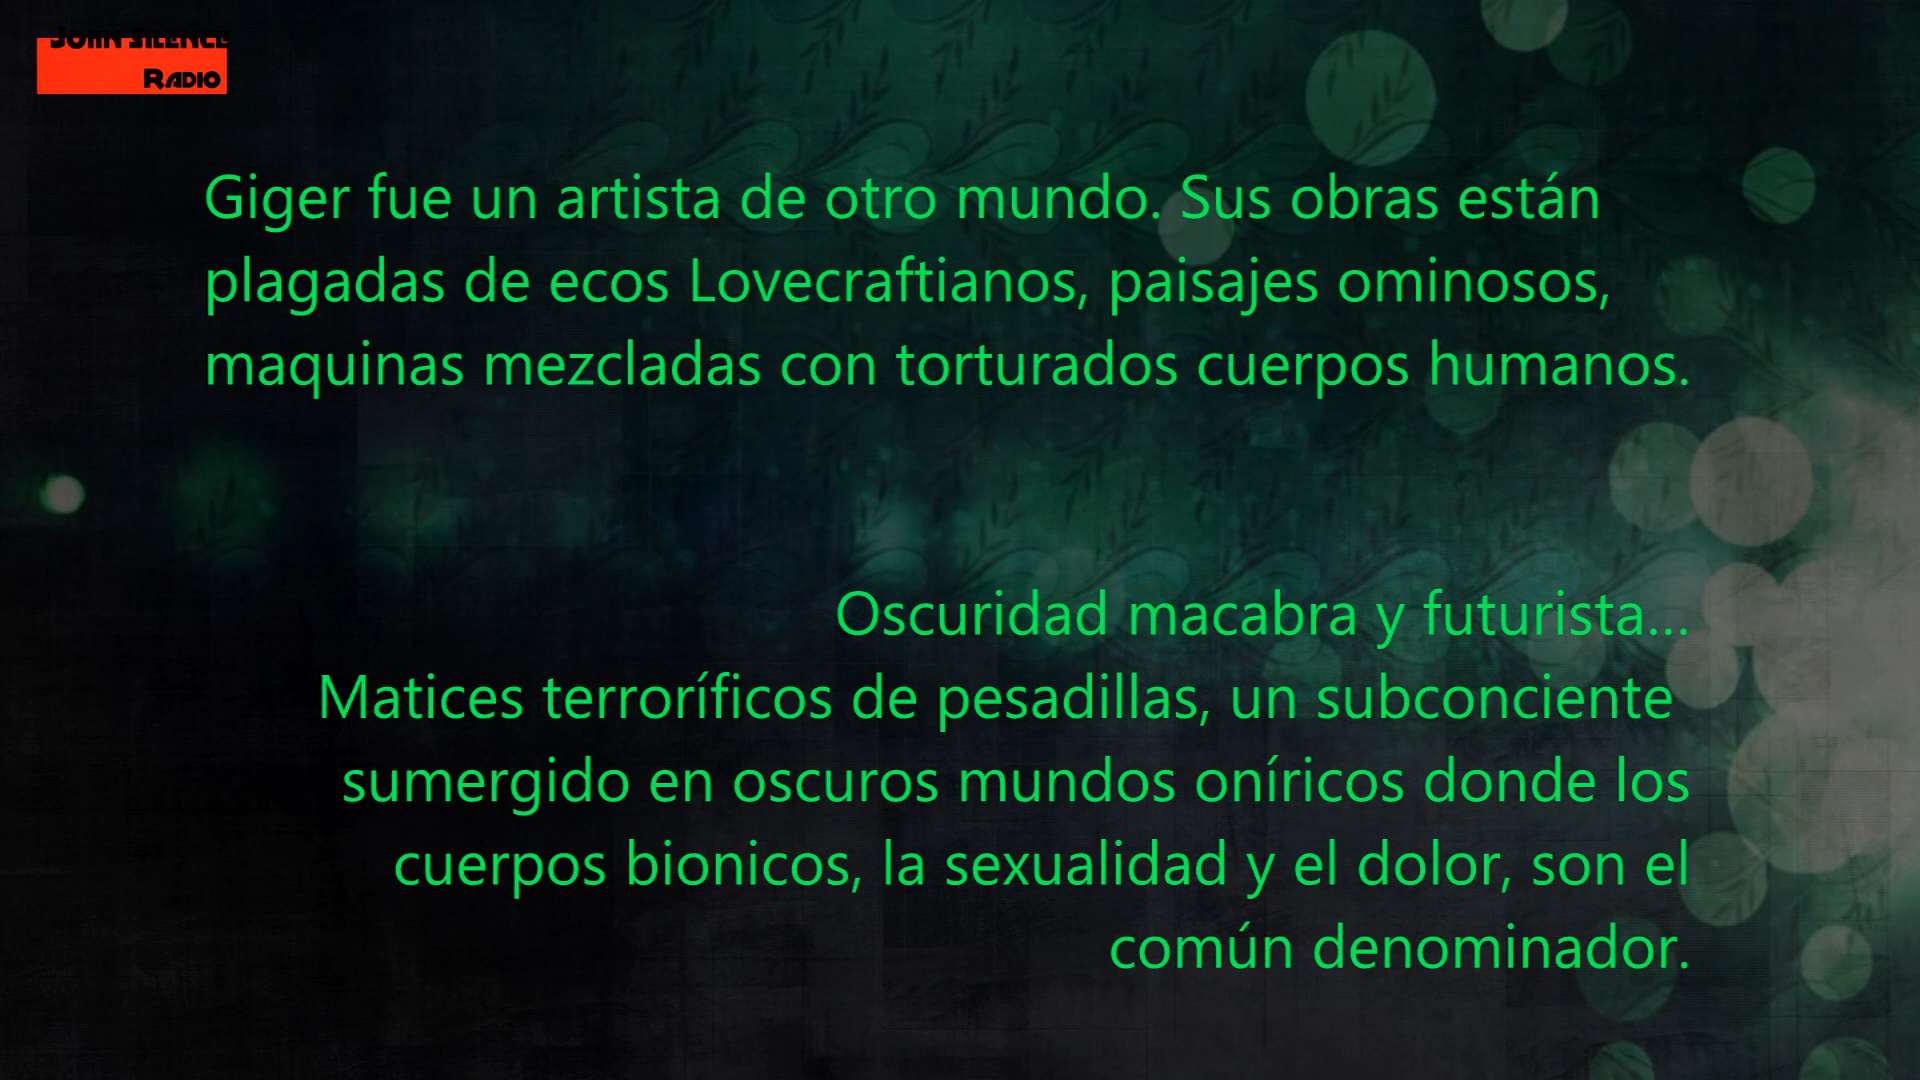 JOHN SILENCE
RADIO
Giger fue un artista de otro mundo. Sus obras están
plagadas de ecos Lovecraftianos, paisajes ominosos,
maquinas mezcladas con torturados cuerpos humanos.
Oscuridad macabra y futurista...
Matices terroríficos de pesadillas, un subconciente
sumergido en oscuros mundos oníricos donde los
cuerpos bionicos, la sexualidad y el dolor, son el
común denominador.